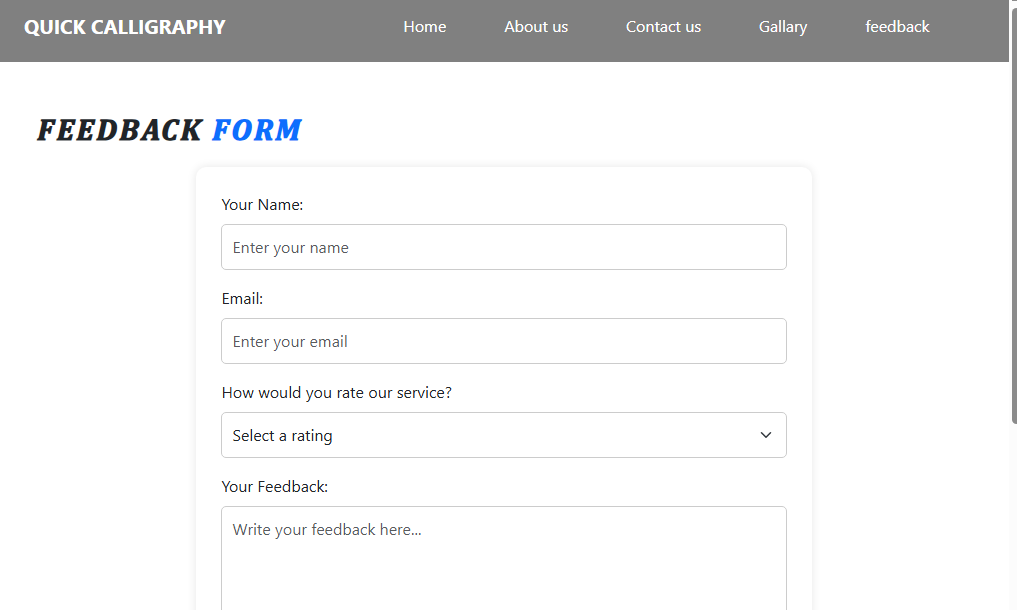 QUICK CALLIGRAPHY Home About us Contact us Gallary feedback
FEEDBACK FORM
Your Name:
Enter your name
Email:
Enter your email
How would you rate our service?
Select a rating
Your Feedback:
Write your feedback here...